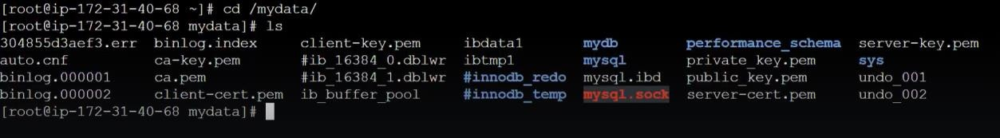 [root@ip-172-31-40-68 ~]# cd /mydata/
[root@ip-172-31-40-68 mydata]# ls
304855d3aef3.err  binlog.index     client-key.pem     ibdata1        mydb        performance_schema  server-key.pem
auto.cnf          ca-key.pem       #ib_16384_0.dblwr  ibtmp1         mysql       private_key.pem     sys
binlog.000001     ca.pem           #ib_16384_1.dblwr  #innodb_redo   mysql.ibd   public_key.pem      undo_001
binlog.000002     client-cert.pem  ib_buffer_pool     #innodb_temp   mysql.sock  server-cert.pem     undo_002
[root@ip-172-31-40-68 mydata]#